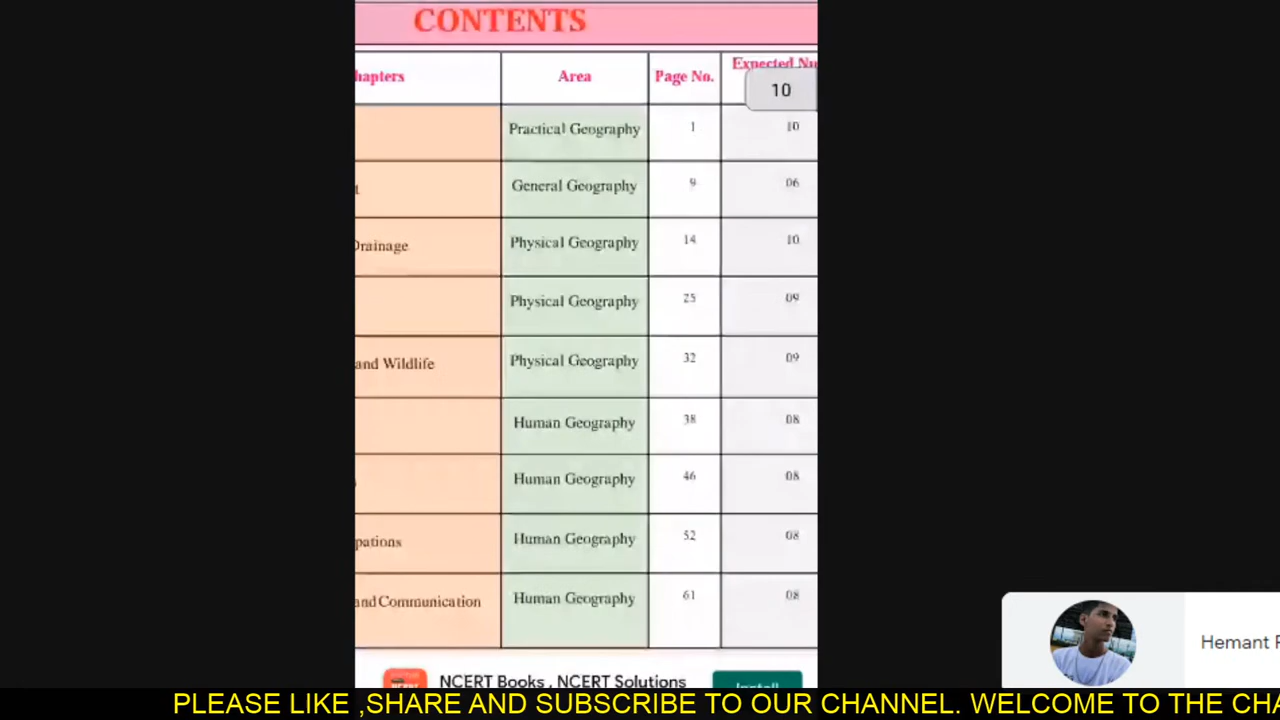 CONTENTS
hapters Area Page No. Expected Nu
10
Practical Geography 1 10
t General Geography 9 06
Drainage Physical Geography 14 10
Physical Geography 25 09
and Wildlife Physical Geography 32 09
Human Geography 38 08
Human Geography 46 08
pations Human Geography 52 08
and Communication Human Geography 61 08
NCERT Books , NCERT Solutions Install
Hemant
PLEASE LIKE ,SHARE AND SUBSCRIBE TO OUR CHANNEL. WELCOME TO THE CHA